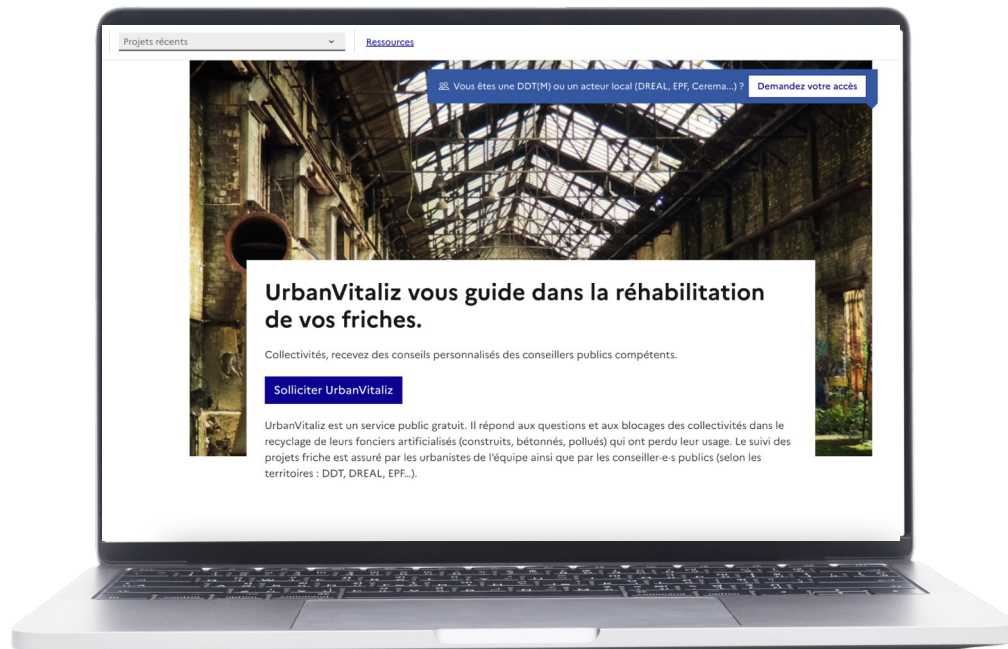 Projets récents
Ressources
Vous êtes une DDT(M) ou un acteur local (DREAL, EPF, Cerema...) ?
Demandez votre accès
UrbanVitaliz vous guide dans la réhabilitation
de vos friches.
Collectivités, recevez des conseils personnalisés des conseillers publics compétents.
Solliciter UrbanVitaliz
UrbanVitaliz est un service public gratuit. Il répond aux questions et aux blocages des collectivités dans le
recyclage de leurs fonciers artificialisés (construits, bétonnés, pollués) qui ont perdu leur usage. Le suivi des
projets friche est assuré par les urbanistes de l’équipe ainsi que par les conseiller·e·s publics (selon les
territoires : DDT, DREAL, EPF…).